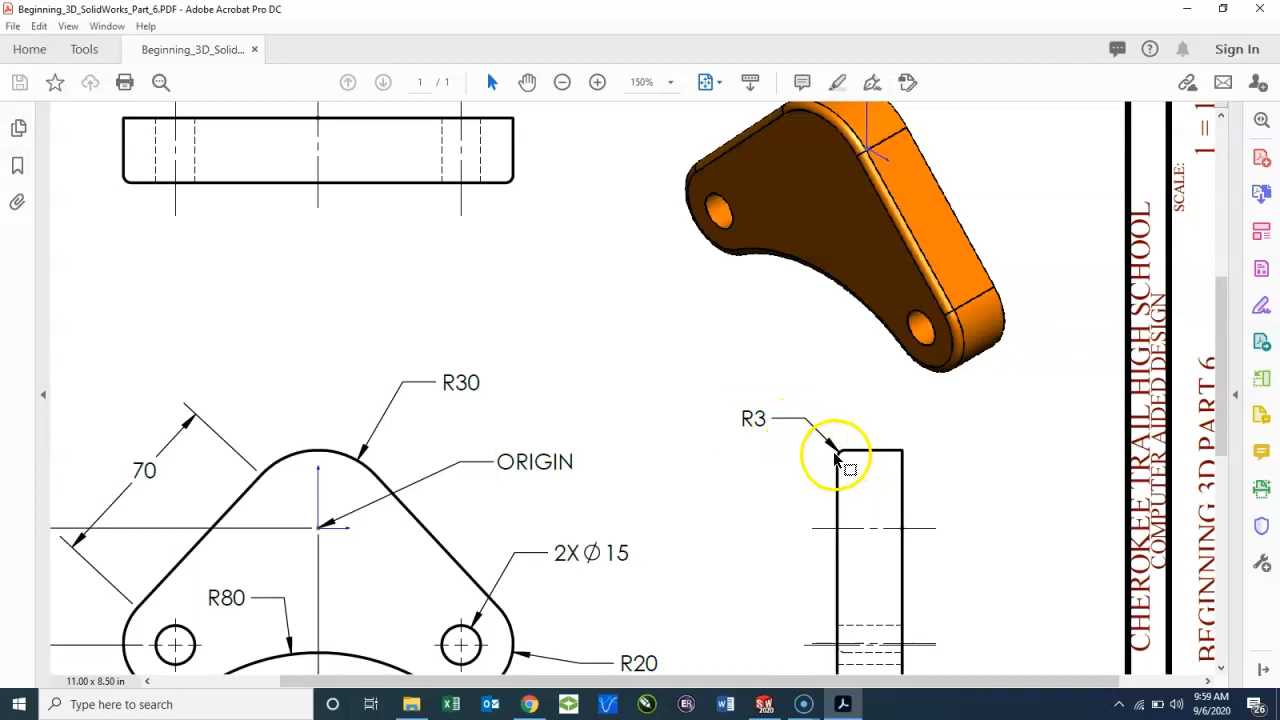 Beginning_3D_SolidWorks_Part_6.PDF - Adobe Acrobat Pro DC
File Edit View Window Help
Home Tools Beginning_3D_Solid... × Sign In
1 / 1 150%
R30
R3
70
ORIGIN
2X Ø 15
R80
R20
SCALE: 1 = 1
CHEROKEE TRAIL HIGH SCHOOL
COMPUTER AIDED DESIGN
BEGINNING 3D PART 6
11.00 x 8.50 in
Type here to search
9:59 AM
9/6/2020
26